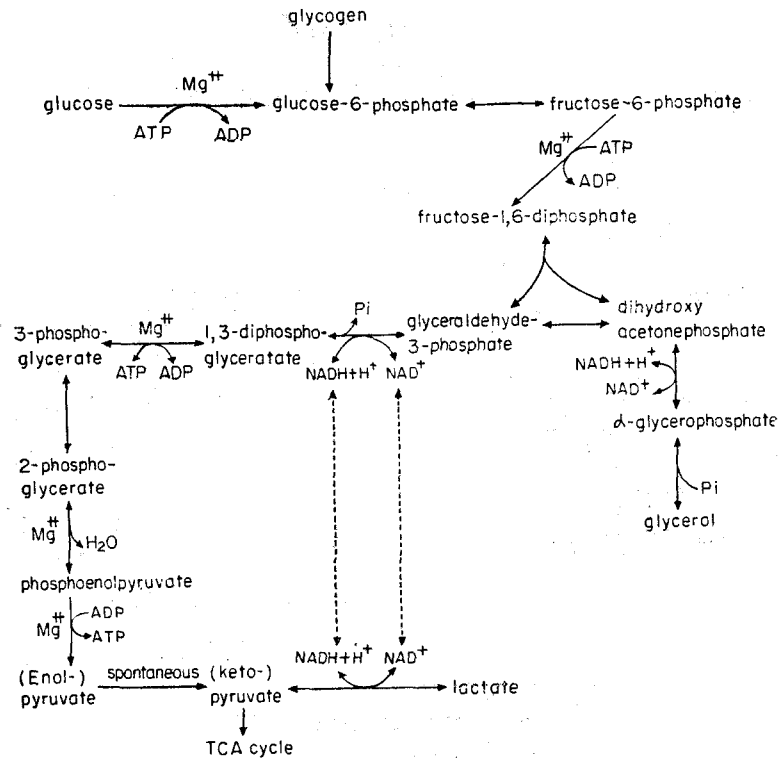 glycogen
Mg++
glucose
glucose-6-phosphate
fructose-6-phosphate
ATP
ADP
Mg++
ATP
ADP
fructose-1,6-diphosphate
Pi
3-phospho-
glycerate
Mg++
ATP
ADP
1,3-diphospho-
glyceratate
NADH+H+
NAD+
glyceraldehyde-
3-phosphate
dihydroxy
acetonephosphate
NADH+H+
NAD+
α-glycerophosphate
Pi
glycerol
2-phospho-
glycerate
Mg++
H2O
phosphoenolpyruvate
Mg++
ADP
ATP
NADH+H+
NAD+
(Enol-)
pyruvate
spontaneous
(keto-)
pyruvate
lactate
TCA cycle